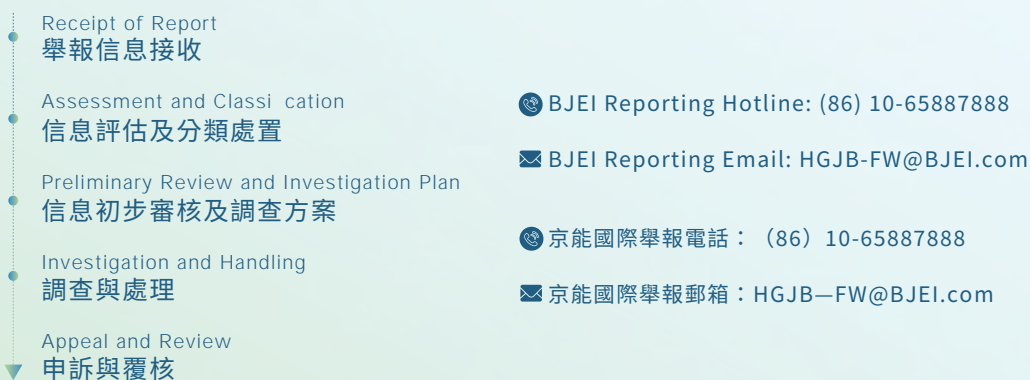 Receipt of Report
舉報信息接收
Assessment and Classi cation
信息評估及分類處置
Preliminary Review and Investigation Plan
信息初步審核及調查方案
Investigation and Handling
調查與處理
Appeal and Review
申訴與覆核
BJEI Reporting Hotline: (86) 10-65887888
BJEI Reporting Email: HGJB-FW@BJEI.com
京能國際舉報電話：（86）10-65887888
京能國際舉報郵箱：HGJB—FW@BJEI.com